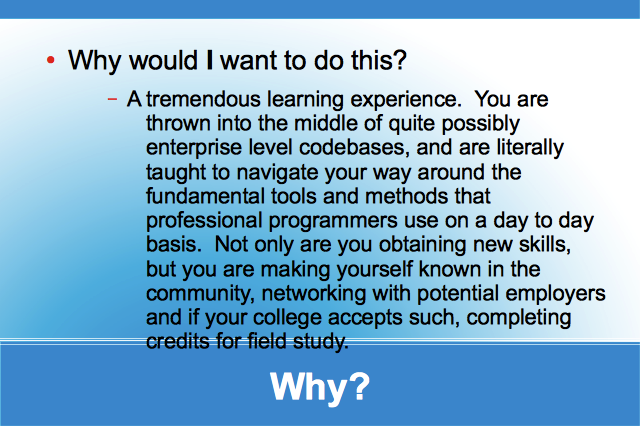 • Why would I want to do this?
– A tremendous learning experience.  You are
thrown into the middle of quite possibly
enterprise level codebases, and are literally
taught to navigate your way around the
fundamental tools and methods that
professional programmers use on a day to day
basis.  Not only are you obtaining new skills,
but you are making yourself known in the
community, networking with potential employers
and if your college accepts such, completing
credits for field study.
Why?